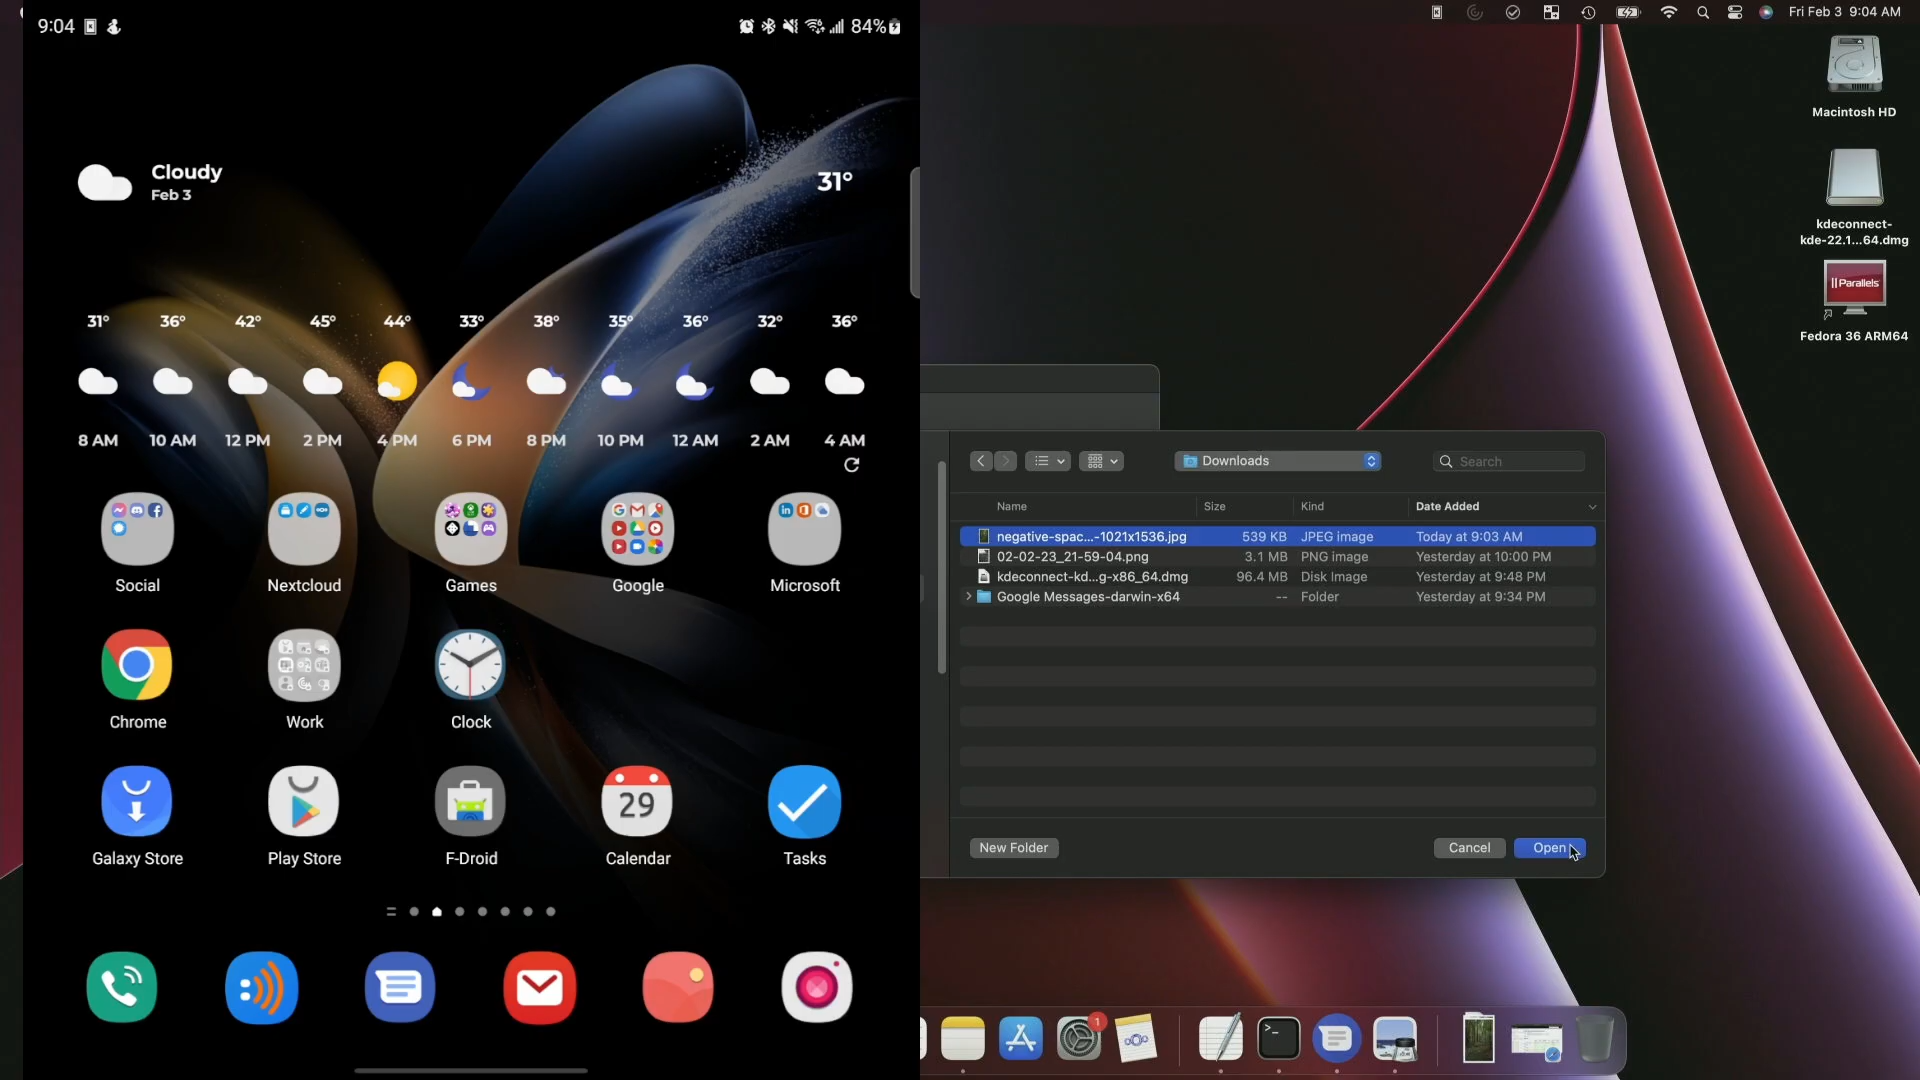 9:04
84%
Cloudy
Feb 3
31°
31° 36° 42° 45° 44° 33° 38° 35° 36° 32° 36°
8 AM 10 AM 12 PM 2 PM 4 PM 6 PM 8 PM 10 PM 12 AM 2 AM 4 AM
Social Nextcloud Games Google Microsoft
Chrome Work Clock
29
Galaxy Store Play Store F-Droid Calendar Tasks
Fri Feb 3 9:04 AM
Macintosh HD
kdeconnect-
kde-22.1...64.dmg
Parallels
Fedora 36 ARM64
Downloads
Search
Name Size Kind Date Added
negative-spac...-1021x1536.jpg 539 KB JPEG image Today at 9:03 AM
02-02-23_21-59-04.png 3.1 MB PNG image Yesterday at 10:00 PM
kdeconnect-kd...g-x86_64.dmg 96.4 MB Disk Image Yesterday at 9:48 PM
Google Messages-darwin-x64 -- Folder Yesterday at 9:34 PM
New Folder Cancel Open
1